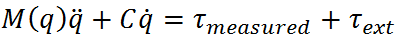 M(q)q̈ + Cq̇ = τ_measured + τ_ext